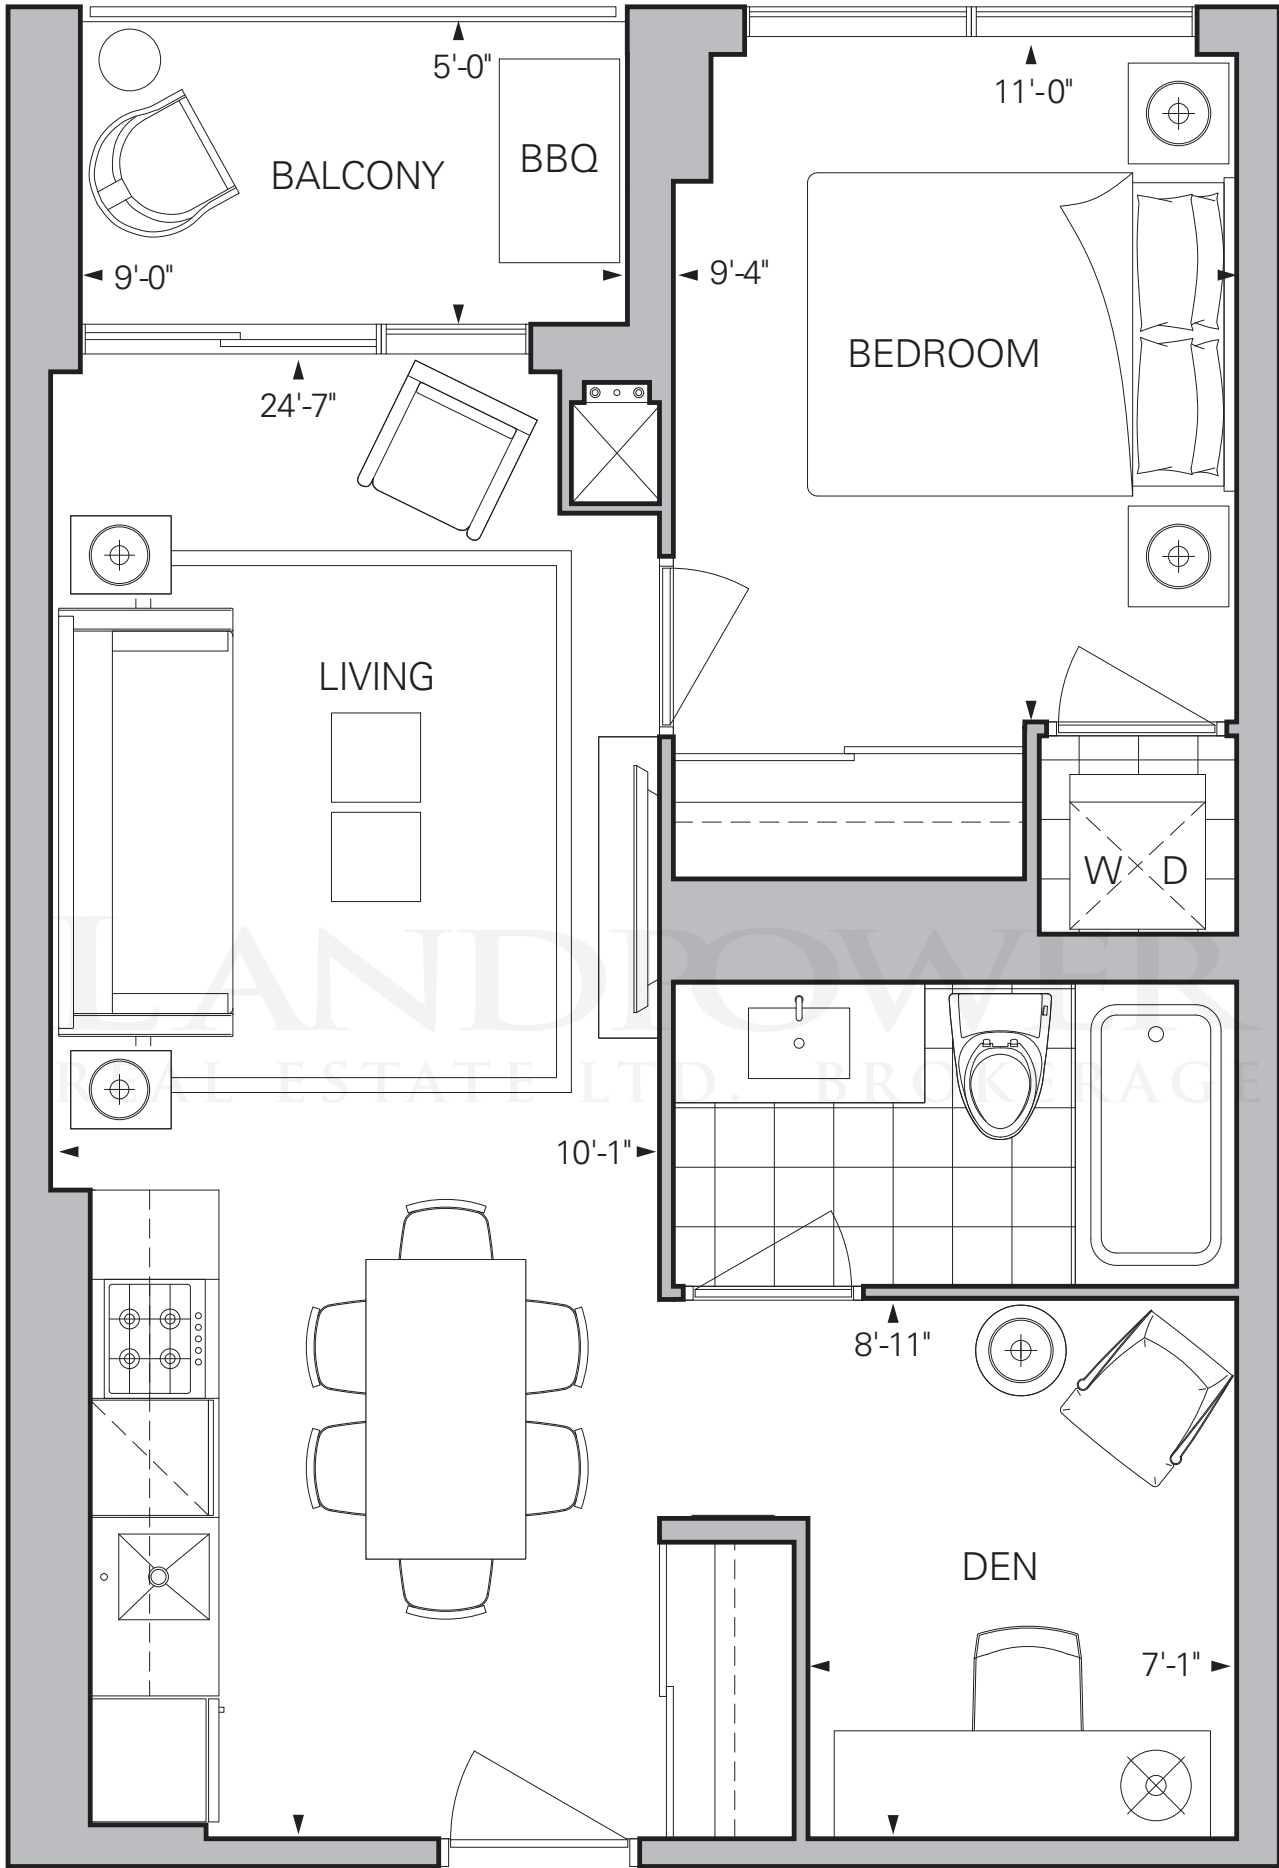 5'-0"
11'-0"
BBQ
BALCONY
9'-0"
9'-4"
BEDROOM
24'-7"
LIVING
W D
LANDPOWER
REAL ESTATE LTD. BROKERAGE
10'-1"
8'-11"
DEN
7'-1"